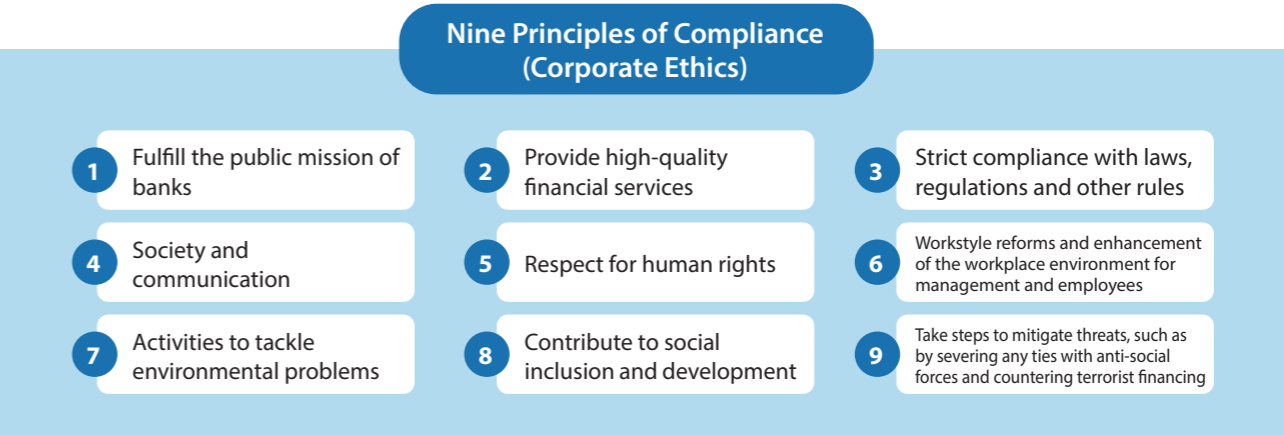 Nine Principles of Compliance
(Corporate Ethics)
1
Fulfill the public mission of
banks
2
Provide high-quality
financial services
3
Strict compliance with laws,
regulations and other rules
4
Society and
communication
5
Respect for human rights
6
Workstyle reforms and enhancement
of the workplace environment for
management and employees
7
Activities to tackle
environmental problems
8
Contribute to social
inclusion and development
9
Take steps to mitigate threats, such as
by severing any ties with anti-social
forces and countering terrorist financing